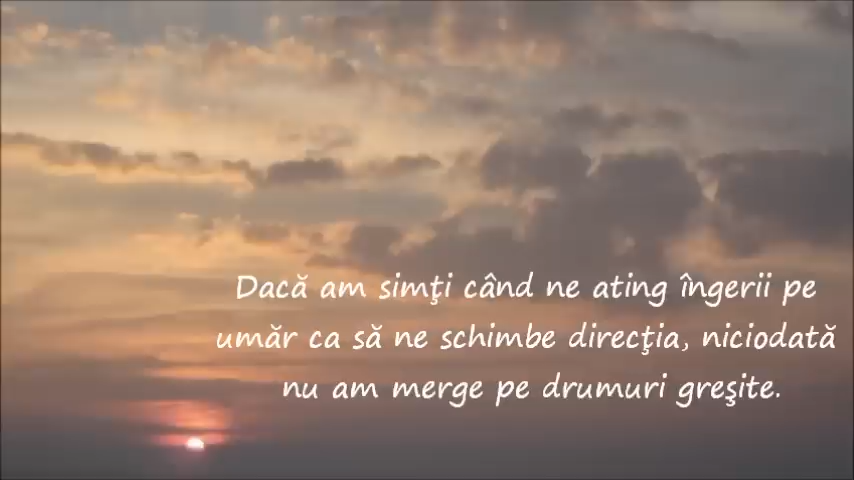 Dacă am simţi când ne ating îngerii pe
umăr ca să ne schimbe direcţia, niciodată
nu am merge pe drumuri greşite.